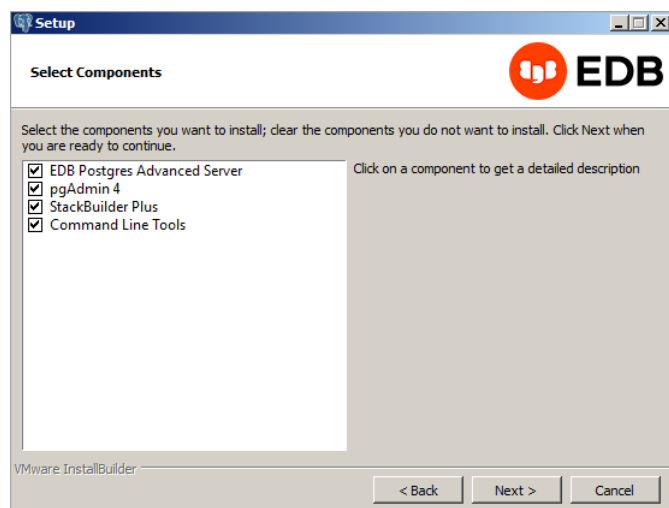 Setup
Select Components
EDB
Select the components you want to install; clear the components you do not want to install. Click Next when
you are ready to continue.
EDB Postgres Advanced Server
pgAdmin 4
StackBuilder Plus
Command Line Tools
Click on a component to get a detailed description
VMware InstallBuilder
< Back
Next >
Cancel